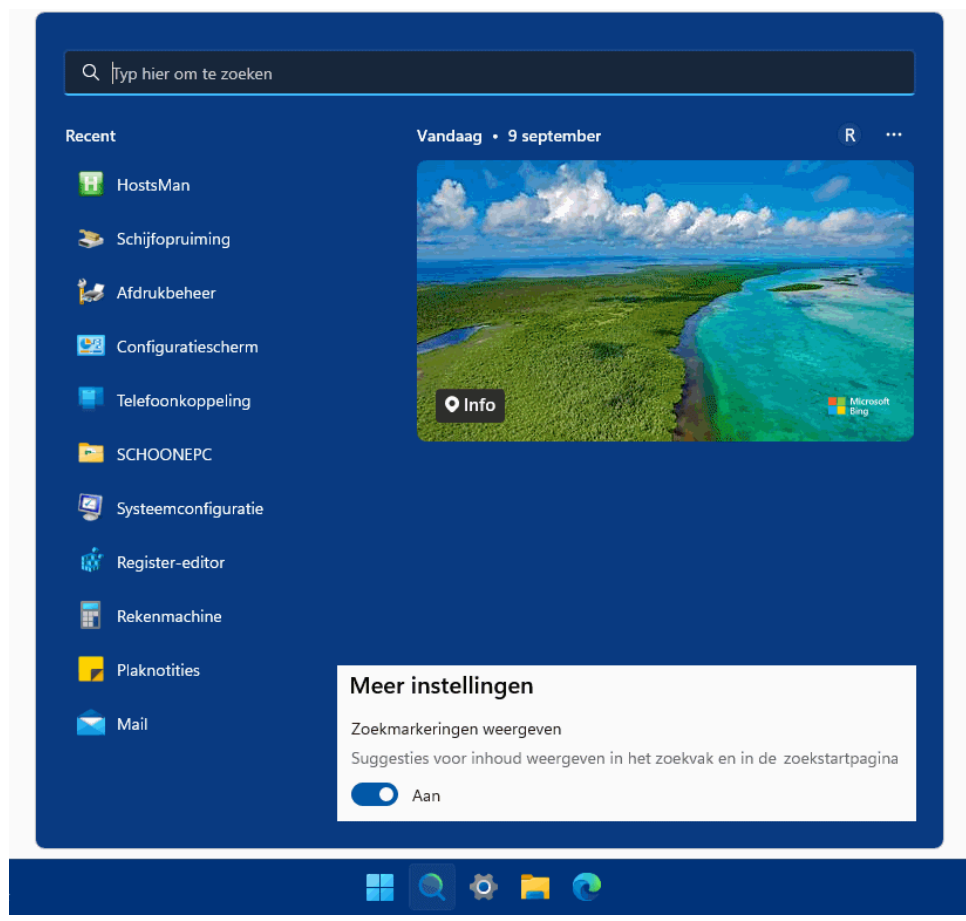 Typ hier om te zoeken
Recent
HostsMan
Schijfopruiming
Afdrukbeheer
Configuratiescherm
Telefoonkoppeling
SCHOONEPC
Systeemconfiguratie
Register-editor
Rekenmachine
Plaknotities
Mail
Vandaag • 9 september
R ···
Info
Microsoft
Bing
Meer instellingen
Zoekmarkeringen weergeven
Suggesties voor inhoud weergeven in het zoekvak en in de zoekstartpagina
Aan